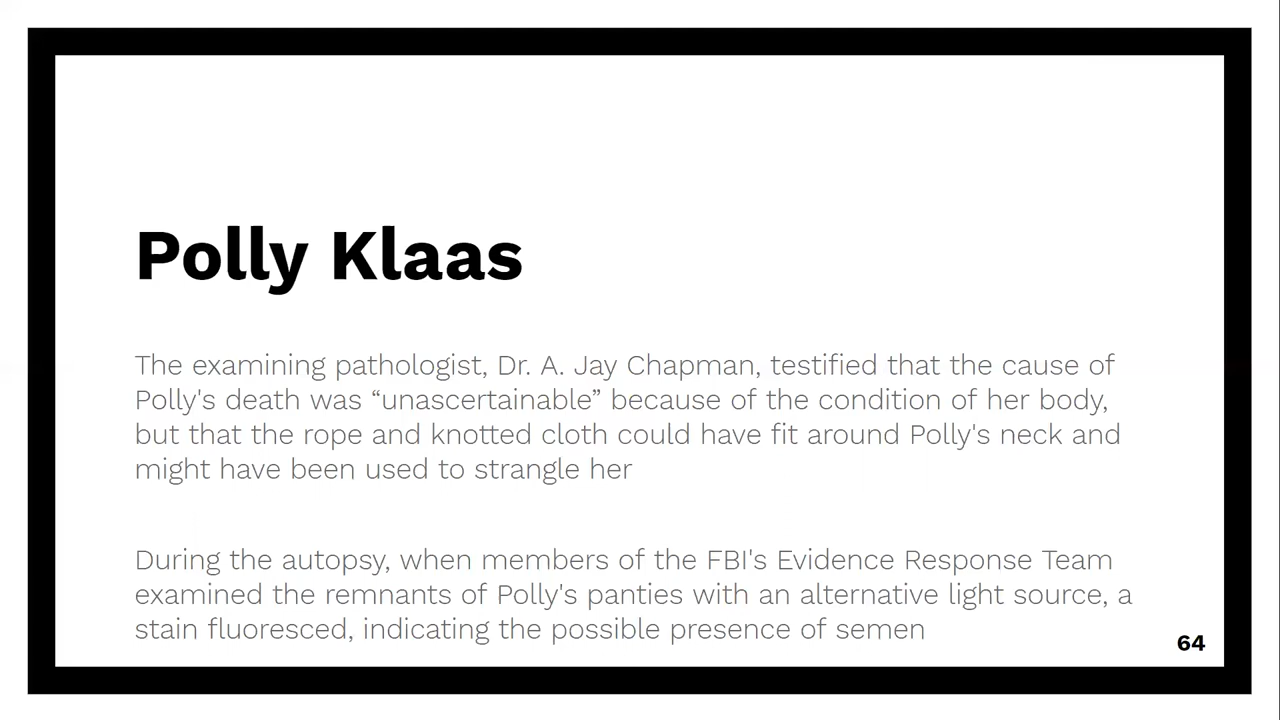 Polly Klaas
The examining pathologist, Dr. A. Jay Chapman, testified that the cause of
Polly's death was “unascertainable” because of the condition of her body,
but that the rope and knotted cloth could have fit around Polly's neck and
might have been used to strangle her
During the autopsy, when members of the FBI's Evidence Response Team
examined the remnants of Polly's panties with an alternative light source, a
stain fluoresced, indicating the possible presence of semen
64